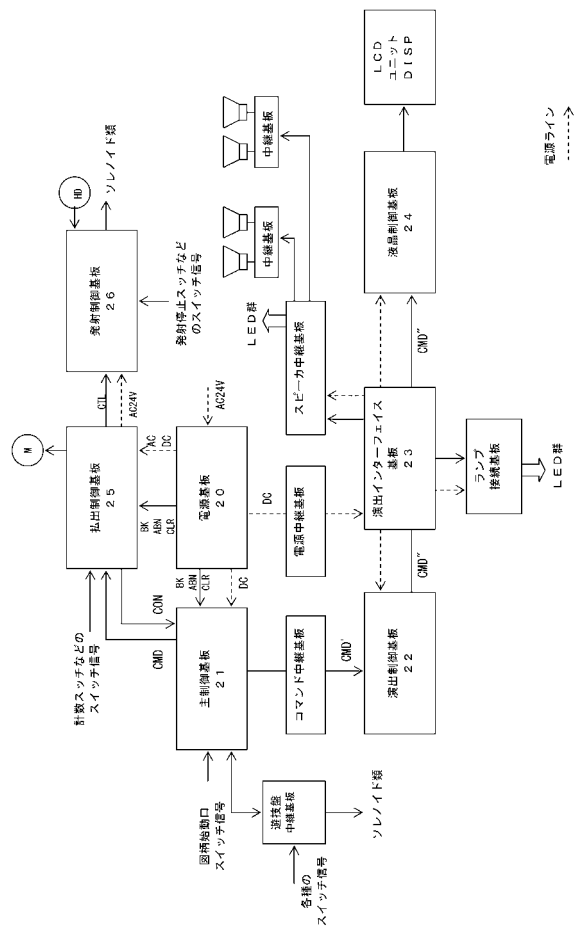 計数スッチなどの
スイッチ信号
図柄始動口
スイッチ信号
各種の
スイッチ信号
遊技盤
中継基板
ソレノイド類
主制御基板
21
CMD
CON
コマンド中継基板
CMD'
演出制御基板
22
M
払出制御基板
25
BK
ABN
CLR
AC
DC
電源基板
20
BK
ABN
CLR
DC
AC24V
DC
電源中継基板
演出インターフェイス
基板
23
CMD"
CMD"
ランプ
接続基板
LED群
CTL
AC24V
HD
発射制御基板
26
ソレノイド類
発射停止スッチなど
のスイッチ信号
LED群
スピーカ中継基板
中継基板
中継基板
液晶制御基板
24
LCD
ユニット
DISP
電源ライン